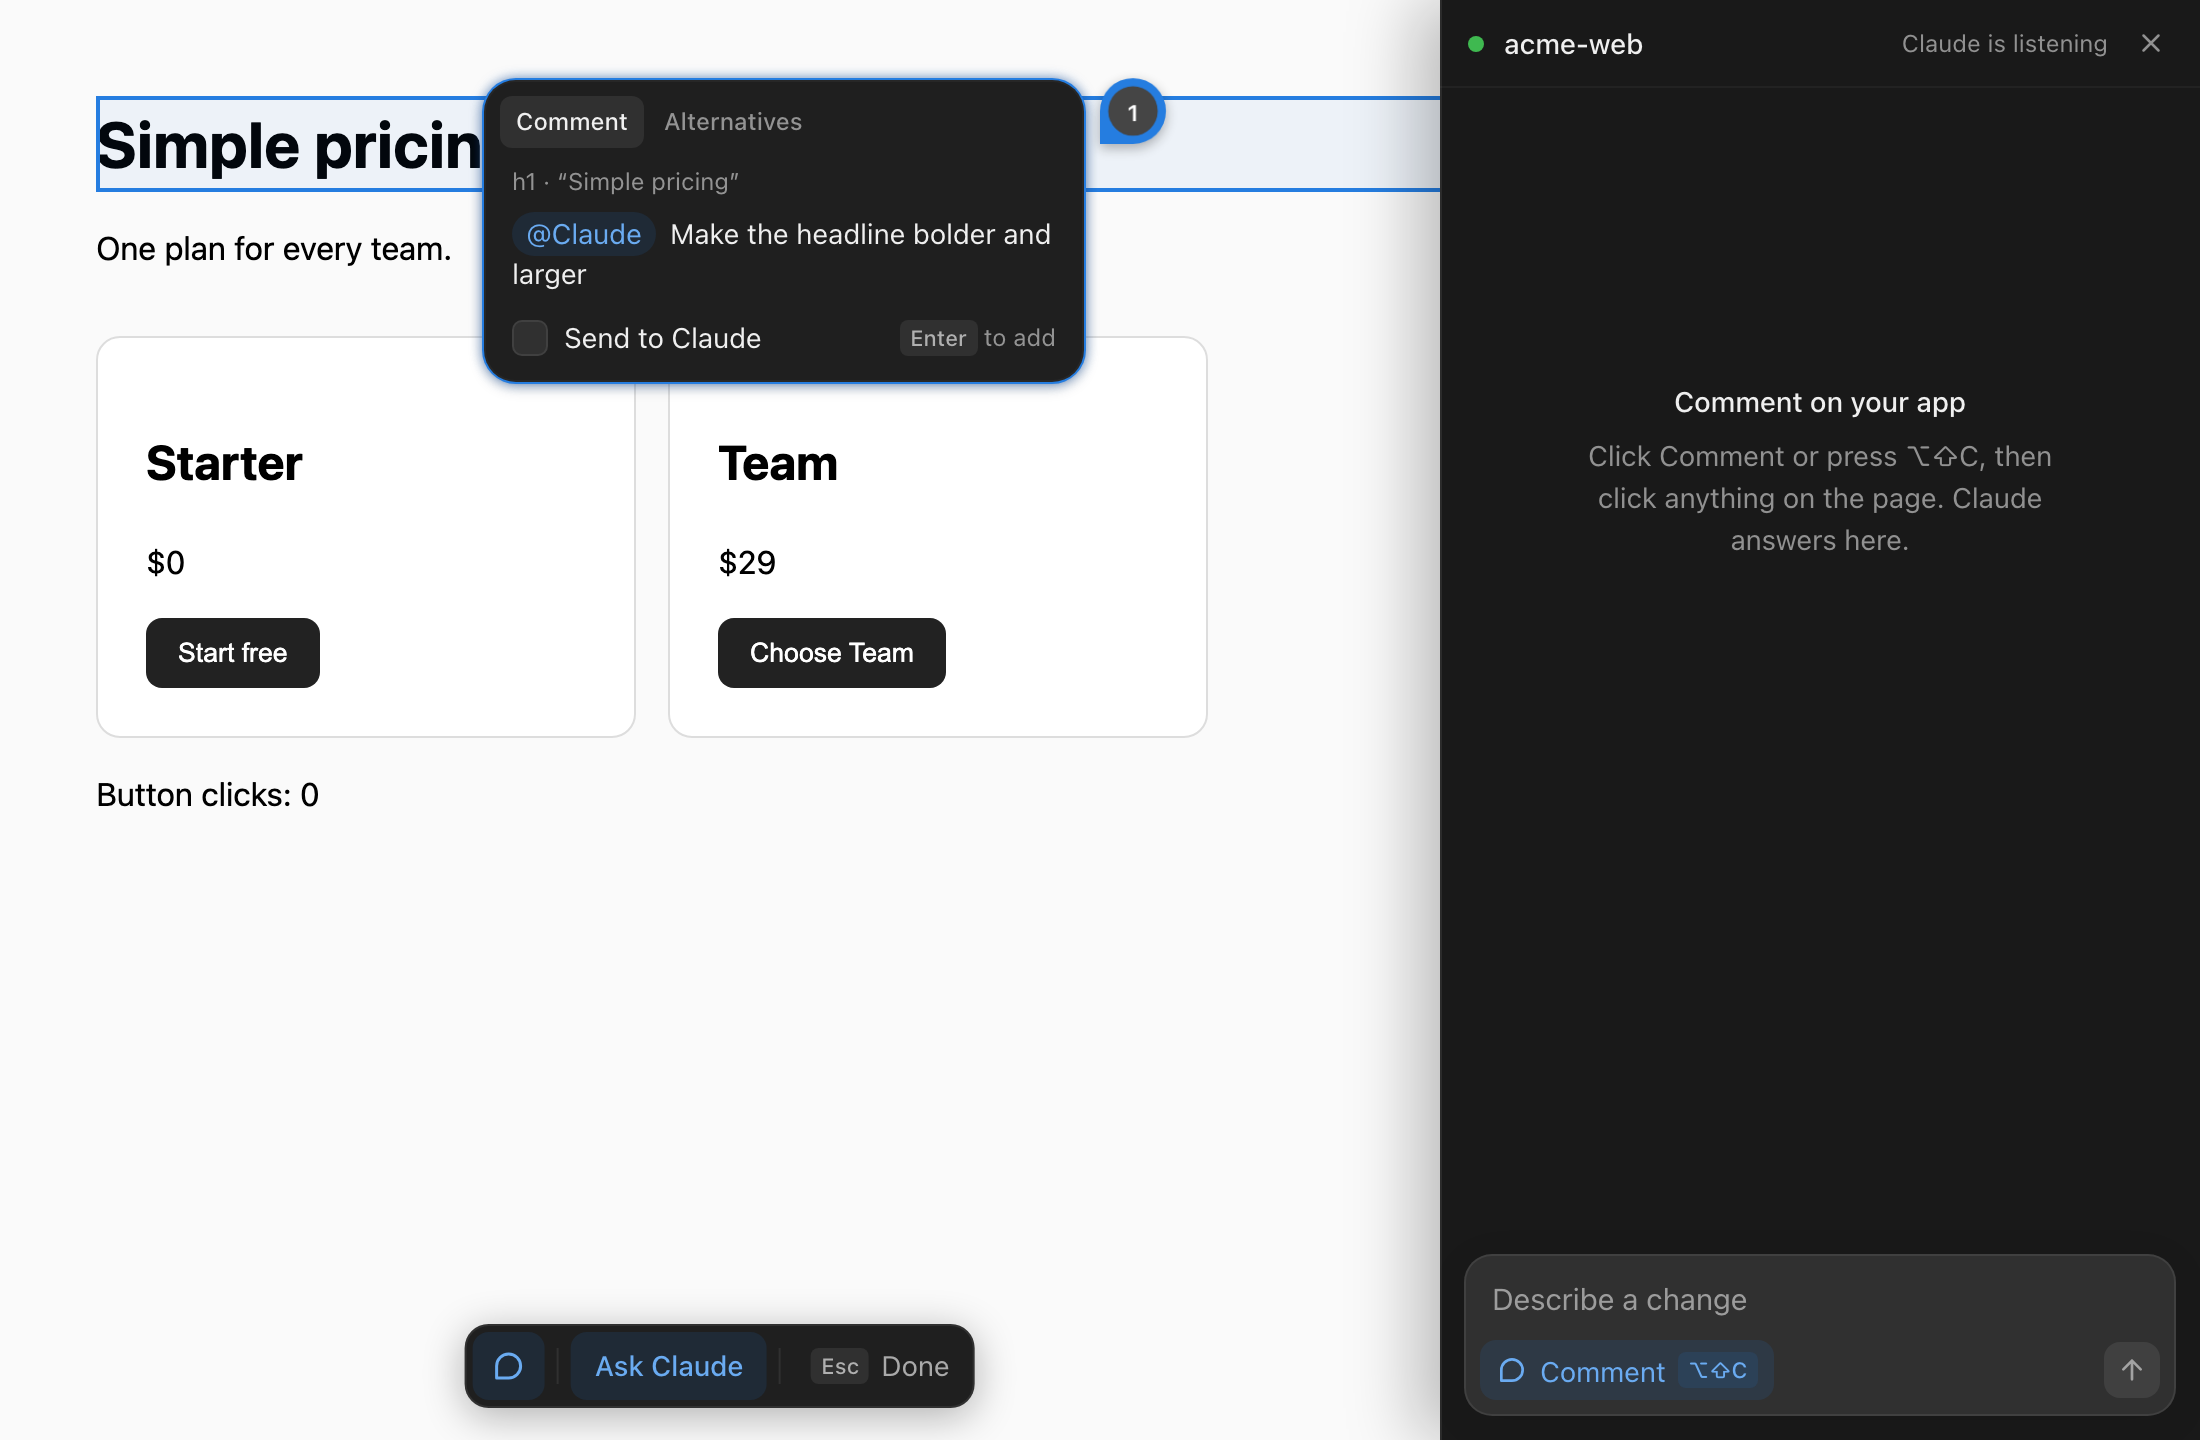 Simple pricin
One plan for every team.
Comment Alternatives
h1 · “Simple pricing”
@Claude Make the headline bolder and
larger
Send to Claude Enter to add
1
Starter
$0
Start free
Team
$29
Choose Team
Button clicks: 0
Ask Claude Esc Done
acme-web Claude is listening
Comment on your app
Click Comment or press ⌥⇧C, then
click anything on the page. Claude
answers here.
Describe a change
Comment ⌥⇧C